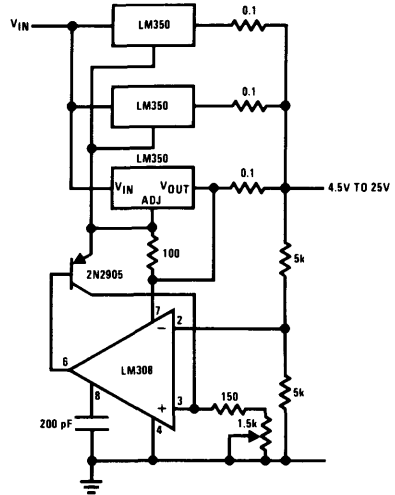 LM350
0.1
VIN
LM350
0.1
LM350
0.1
VIN
VOUT
ADJ
4.5V TO 25V
100
2N2905
5k
7
2
−
6
LM308
8
+
3
150
5k
200 pF
4
1.5k